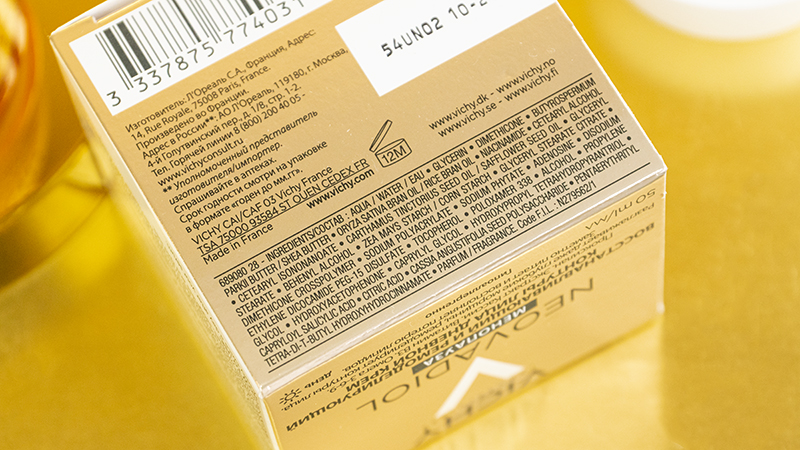 3 337875 774031
54UN02 10-2
Изготовитель: Л'Ореаль С.А., Франция, Адрес:
14, Rue Royale, 75008 Paris, France.
Произведено во Франции.
Адрес в России**: АО Л'Ореаль, 119180, г. Москва,
4-й Голутвинский пер., д. 1/8, стр. 1-2.
Тел. Горячей линии 8 (800) 200 40 05 -
www.vichyconsult.ru
** Уполномоченный представитель
изготовителя/импортер.
Спрашивайте в аптеках.
Срок годности смотри на упаковке
в формате «годен до мм.гг».
VICHY CAI/CAF 03 Vichy France
TSA 75000 93584 ST OUEN CEDEX FR
Made in France www.vichy.com
12M
www.vichy.dk - www.vichy.no
www.vichy.se - www.vichy.fi
689080 28 - INGREDIENTS/СОСТАВ: AQUA / WATER / EAU • GLYCERIN • DIMETHICONE • BUTYROSPERMUM
PARKII BUTTER / SHEA BUTTER • ORYZA SATIVA BRAN OIL / RICE BRAN OIL • NIACINAMIDE • CETEARYL ALCOHOL
• CETEARYL ISONONANOATE • CARTHAMUS TINCTORIUS SEED OIL / SAFFLOWER SEED OIL • GLYCERYL
STEARATE • BEHENYL ALCOHOL • ZEA MAYS STARCH / CORN STARCH • GLYCERYL STEARATE CITRATE •
DIMETHICONE CROSSPOLYMER • SODIUM POLYACRYLATE • SODIUM PHYTATE • ADENOSINE • DISODIUM
ETHYLENE DICOCAMIDE PEG-15 DISULFATE • TOCOPHEROL • POLOXAMER 338 • ALCOHOL • PROPYLENE
GLYCOL • HYDROXYACETOPHENONE • CAPRYLYL GLYCOL • HYDROXYPROPYL TETRAHYDROPYRANTRIOL •
CAPRYLOYL SALICYLIC ACID • CITRIC ACID • CASSIA ANGUSTIFOLIA SEED POLYSACCHARIDE • PENTAERYTHRITYL
TETRA-DI-T-BUTYL HYDROXYHYDROCINNAMATE • PARFUM / FRAGRANCE Code F.I.L.: N279562/1
VICHY
NEOVADIOL
МЕНОПАУЗА
50 ml/мл